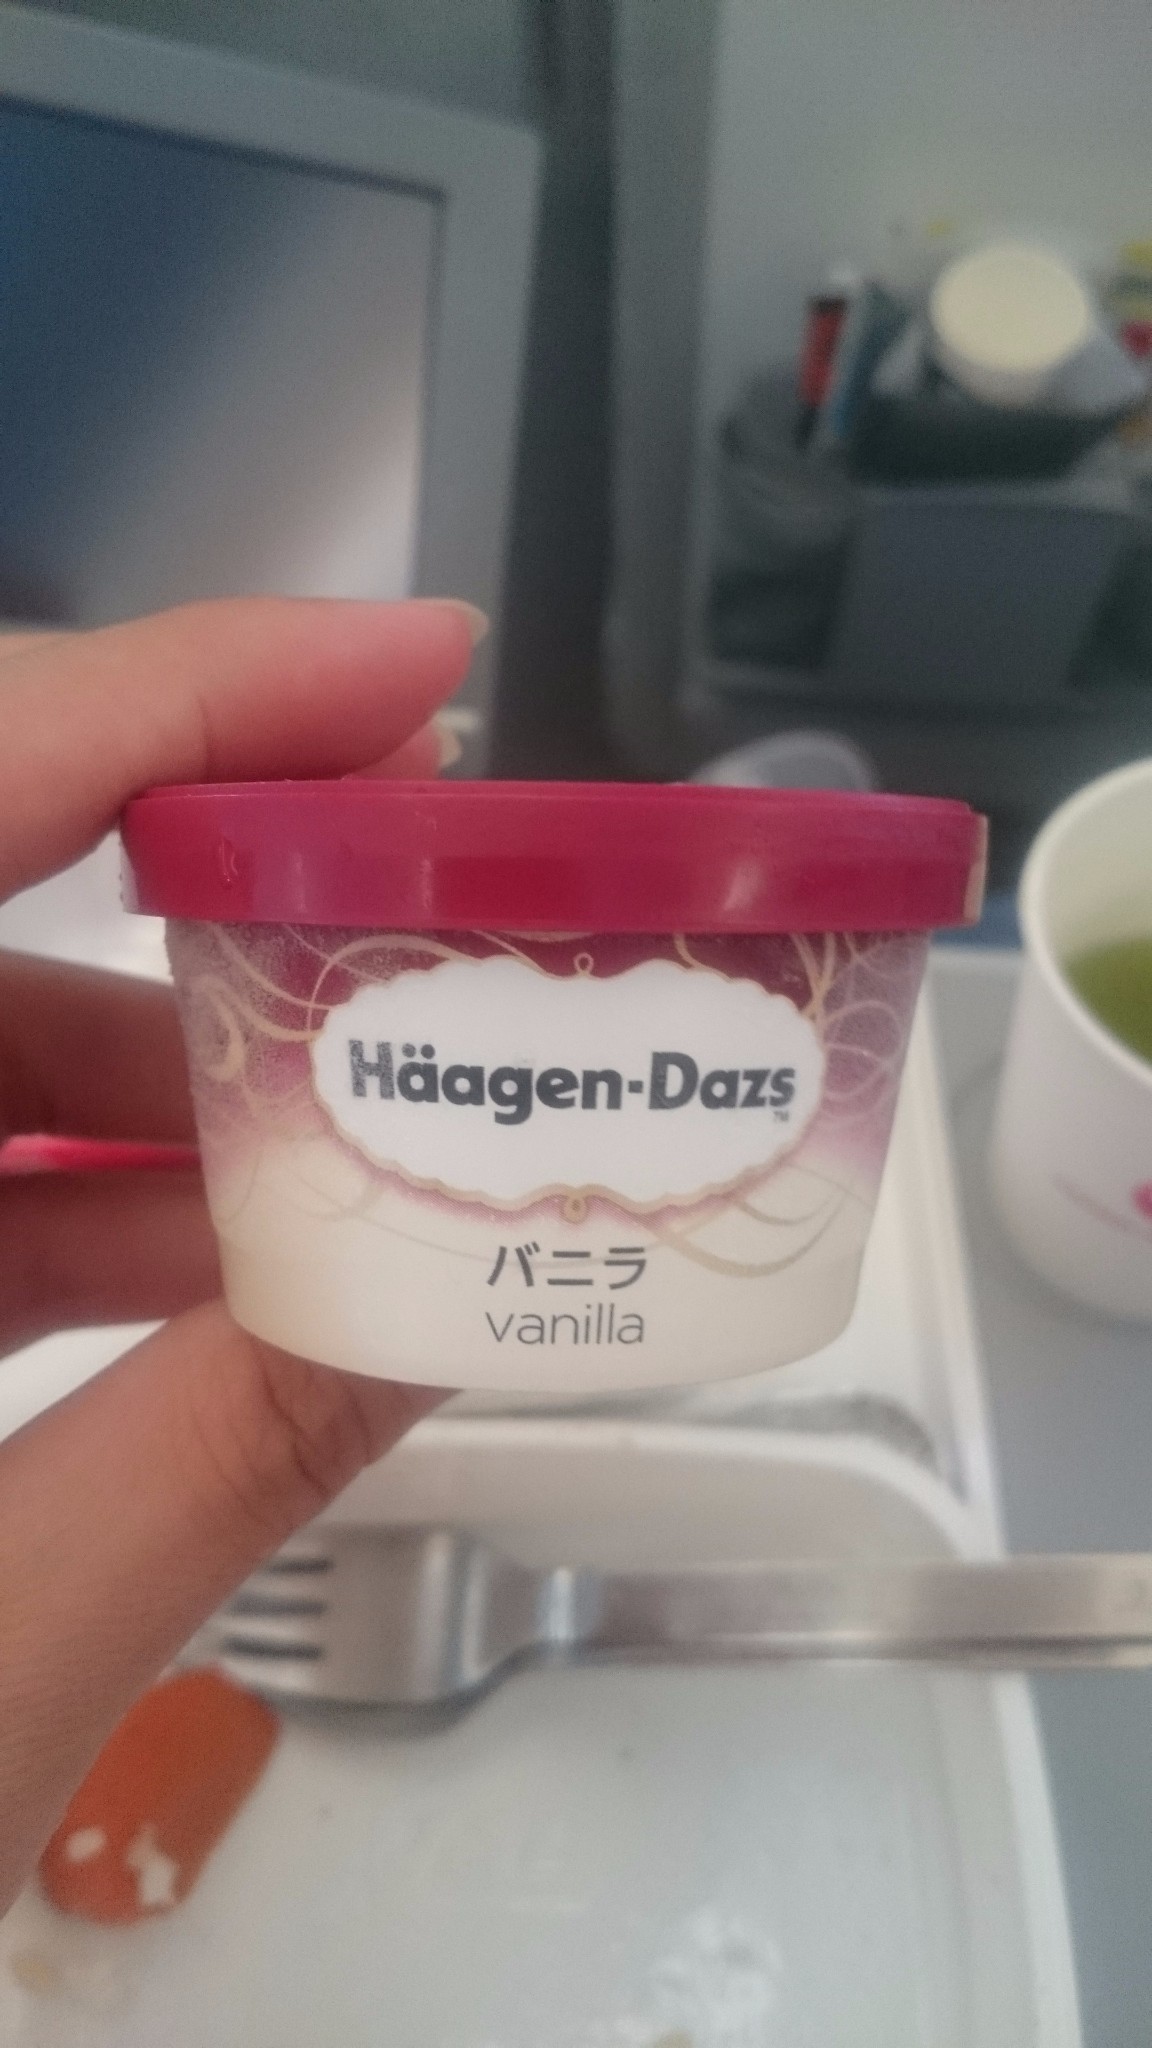 Häagen-Dazs
TM
バニラ
vanilla